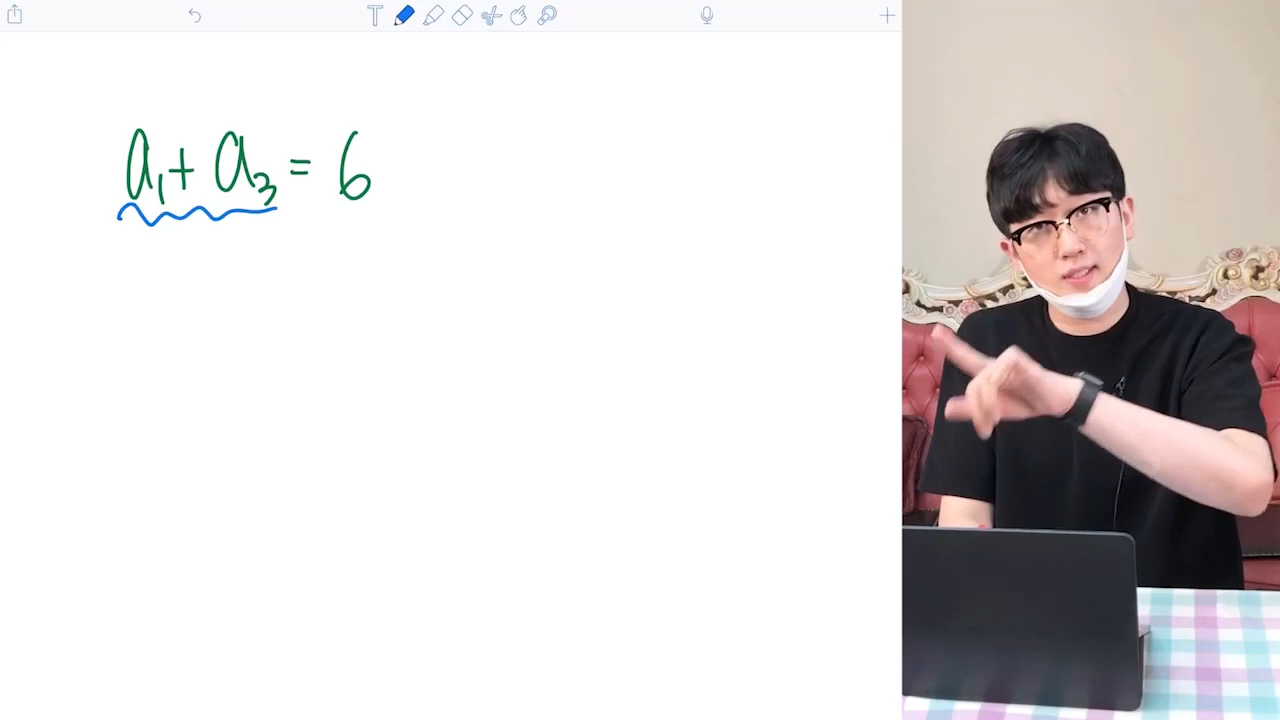 a₁ + a₃ = 6